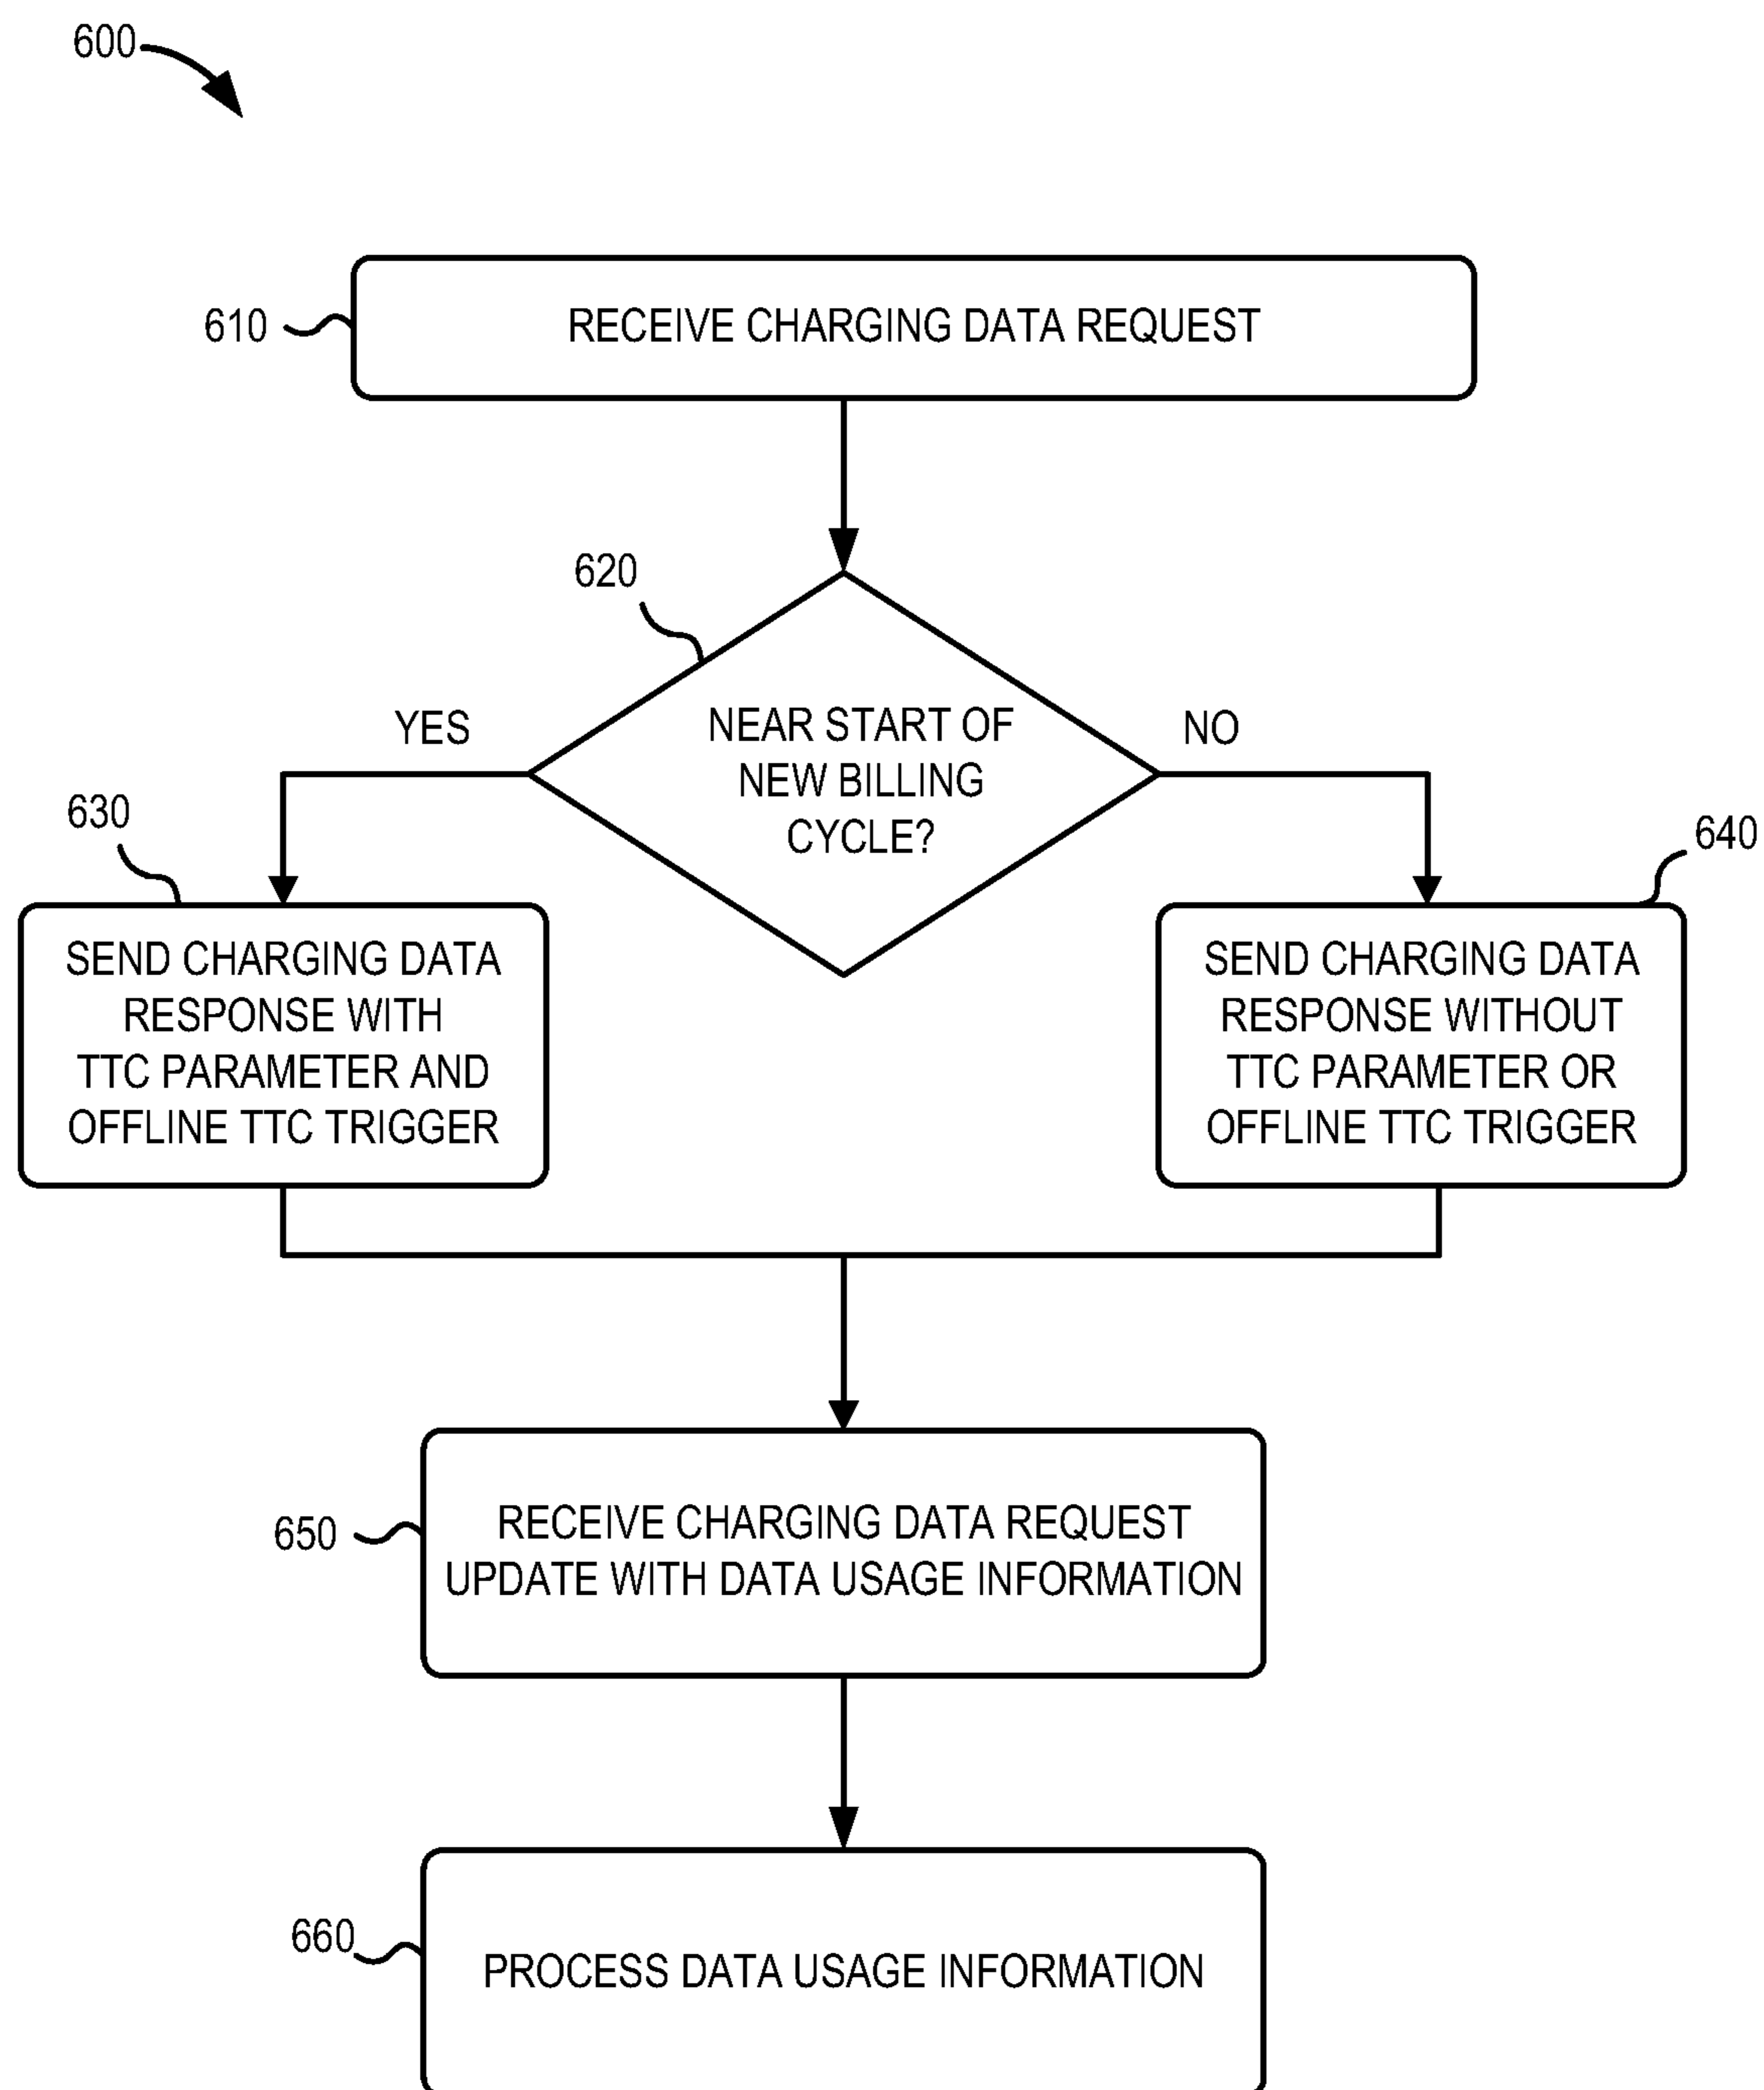 600
610
RECEIVE CHARGING DATA REQUEST
620
YES
NEAR START OF
NEW BILLING
CYCLE?
NO
630
640
SEND CHARGING DATA
RESPONSE WITH
TTC PARAMETER AND
OFFLINE TTC TRIGGER
SEND CHARGING DATA
RESPONSE WITHOUT
TTC PARAMETER OR
OFFLINE TTC TRIGGER
650
RECEIVE CHARGING DATA REQUEST
UPDATE WITH DATA USAGE INFORMATION
660
PROCESS DATA USAGE INFORMATION